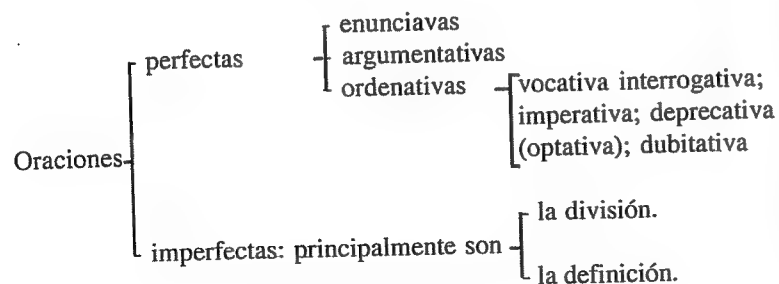 Oraciones
perfectas
enunciavas
argumentativas
ordenativas
vocativa interrogativa;
imperativa; deprecativa
(optativa); dubitativa
imperfectas: principalmente son
la división.
la definición.